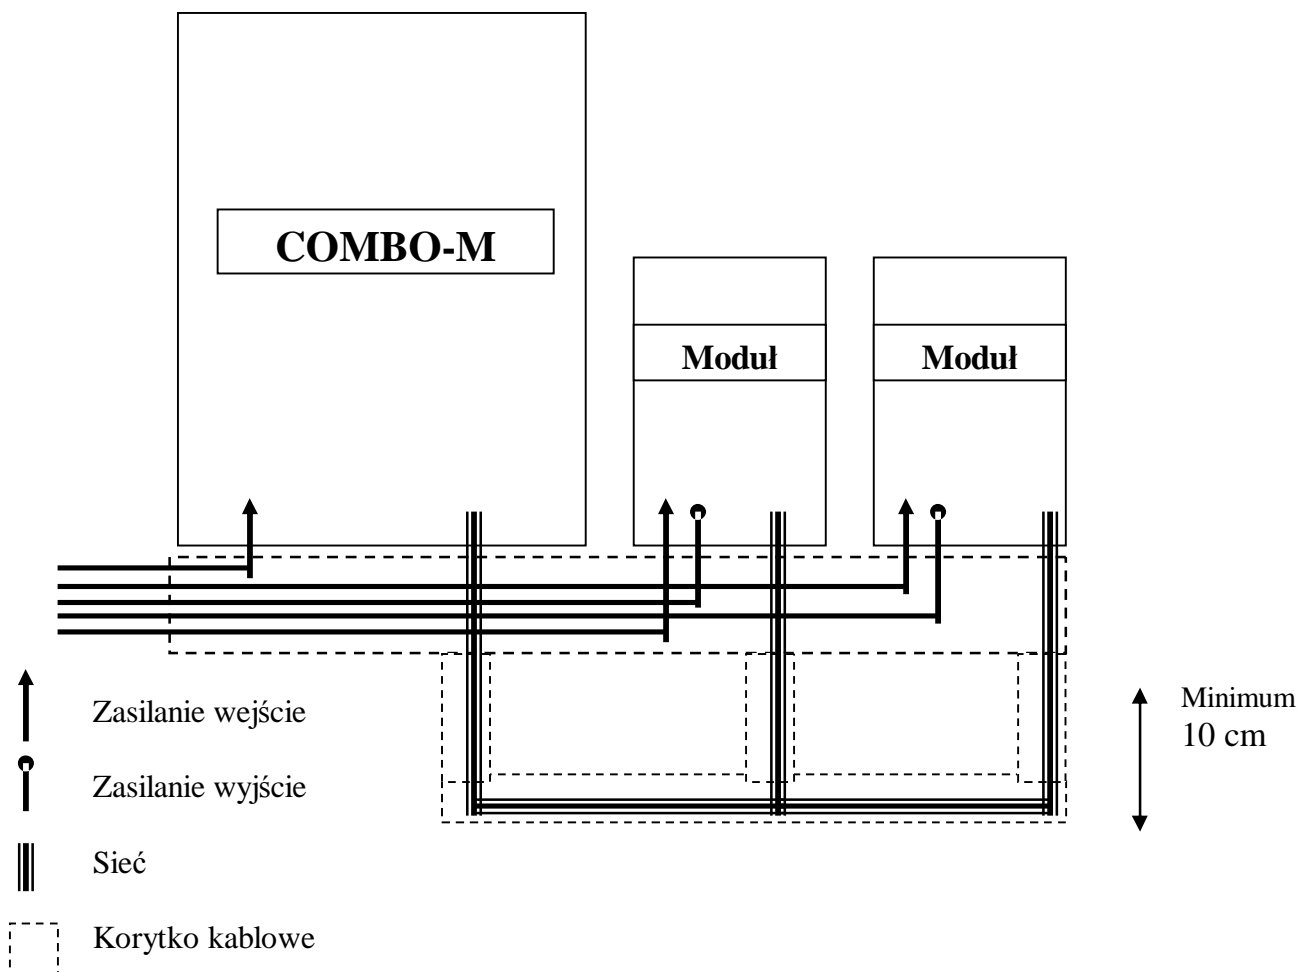 COMBO-M
Moduł
Moduł
Zasilanie wejście
Minimum
10 cm
Zasilanie wyjście
Sieć
Korytko kablowe